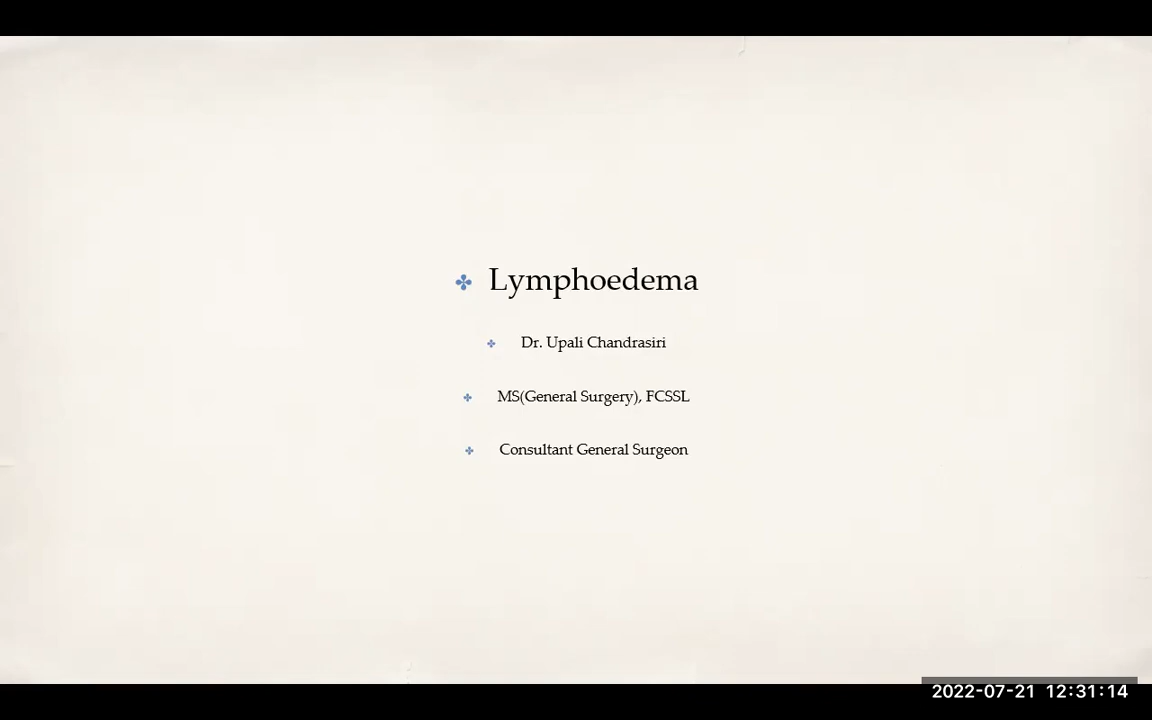 Lymphoedema
Dr. Upali Chandrasiri
MS(General Surgery), FCSSL
Consultant General Surgeon
2022-07-21 12:31:14